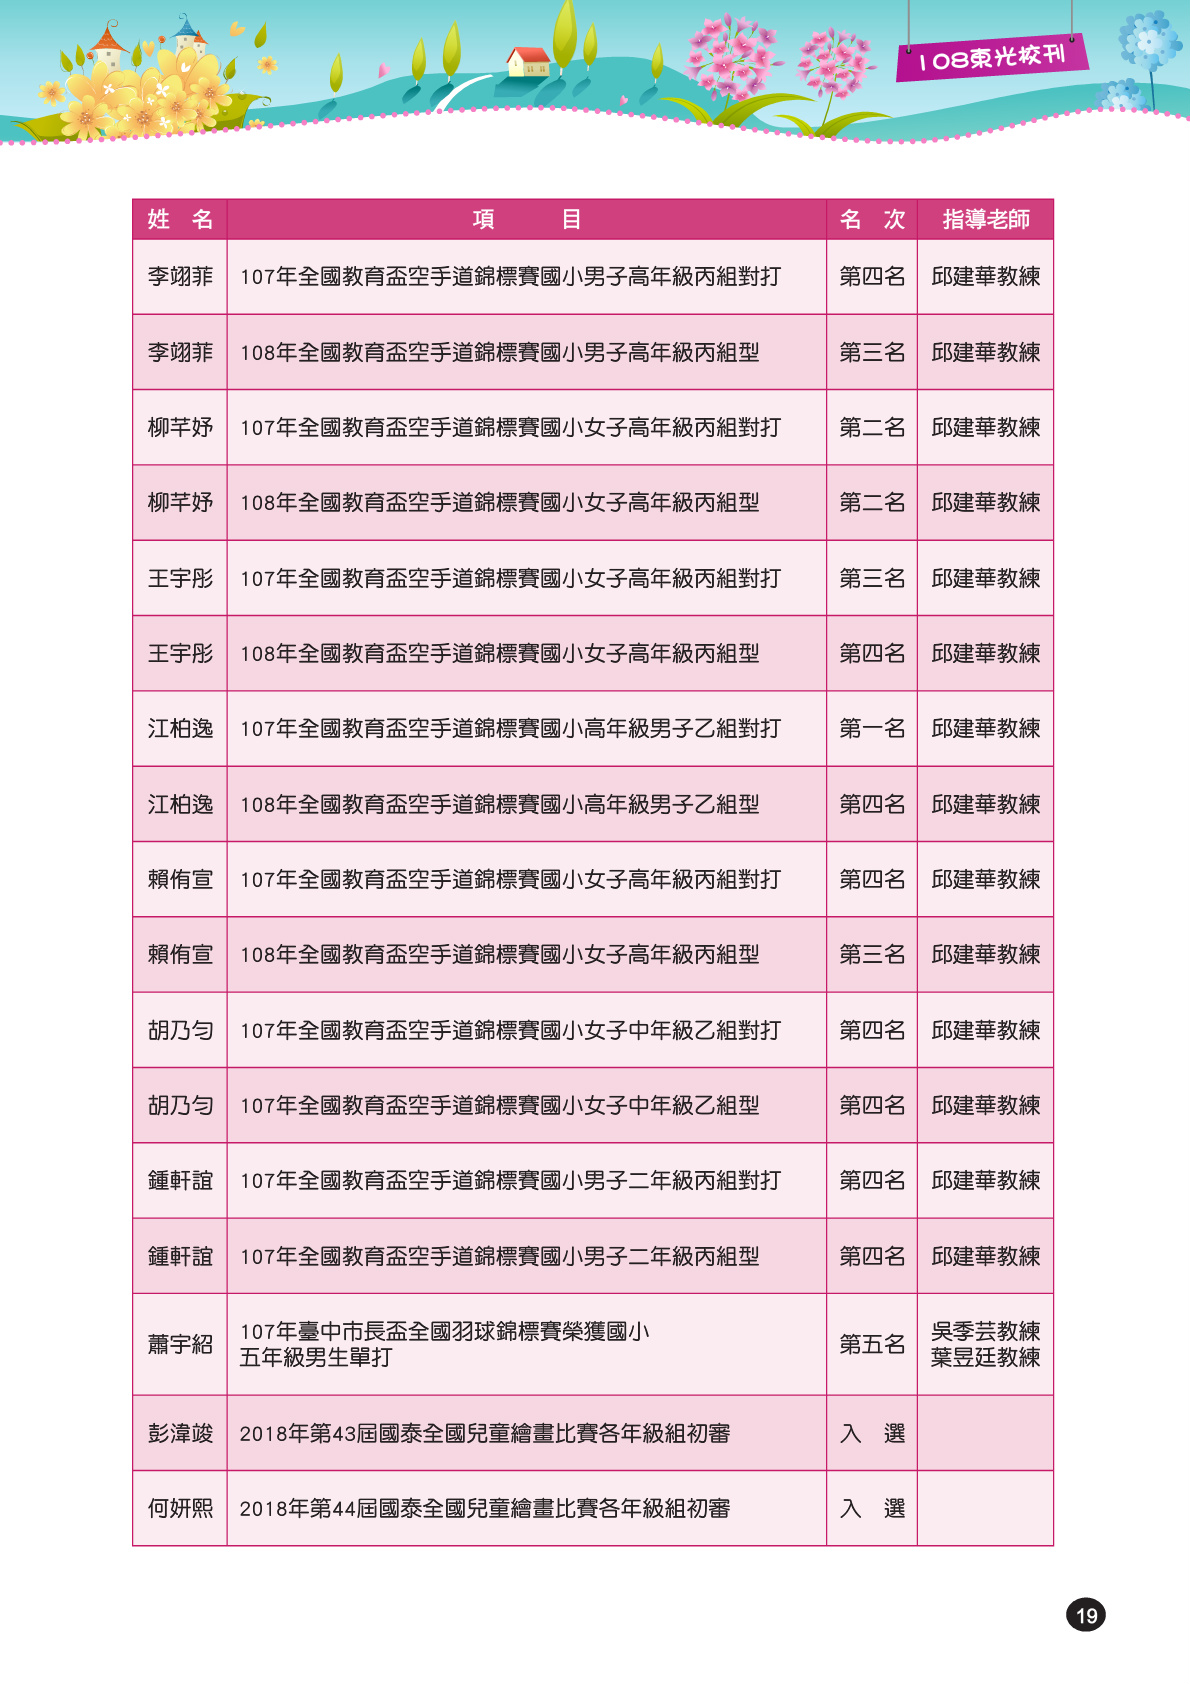 108東光校刊
姓　名　項　　目　名　次　指導老師
李翊菲　107年全國教育盃空手道錦標賽國小男子高年級丙組對打　第四名　邱建華教練
李翊菲　108年全國教育盃空手道錦標賽國小男子高年級丙組型　第三名　邱建華教練
柳芊妤　107年全國教育盃空手道錦標賽國小女子高年級丙組對打　第二名　邱建華教練
柳芊妤　108年全國教育盃空手道錦標賽國小女子高年級丙組型　第二名　邱建華教練
王宇彤　107年全國教育盃空手道錦標賽國小女子高年級丙組對打　第三名　邱建華教練
王宇彤　108年全國教育盃空手道錦標賽國小女子高年級丙組型　第四名　邱建華教練
江柏逸　107年全國教育盃空手道錦標賽國小高年級男子乙組對打　第一名　邱建華教練
江柏逸　108年全國教育盃空手道錦標賽國小高年級男子乙組型　第四名　邱建華教練
賴侑宣　107年全國教育盃空手道錦標賽國小女子高年級丙組對打　第四名　邱建華教練
賴侑宣　108年全國教育盃空手道錦標賽國小女子高年級丙組型　第三名　邱建華教練
胡乃勻　107年全國教育盃空手道錦標賽國小女子中年級乙組對打　第四名　邱建華教練
胡乃勻　107年全國教育盃空手道錦標賽國小女子中年級乙組型　第四名　邱建華教練
鍾軒誼　107年全國教育盃空手道錦標賽國小男子二年級丙組對打　第四名　邱建華教練
鍾軒誼　107年全國教育盃空手道錦標賽國小男子二年級丙組型　第四名　邱建華教練
蕭宇紹　107年臺中市長盃全國羽球錦標賽榮獲國小
五年級男生單打　第五名　吳季芸教練
葉昱廷教練
彭湋竣　2018年第43屆國泰全國兒童繪畫比賽各年級組初審　入　選
何妍熙　2018年第44屆國泰全國兒童繪畫比賽各年級組初審　入　選
19